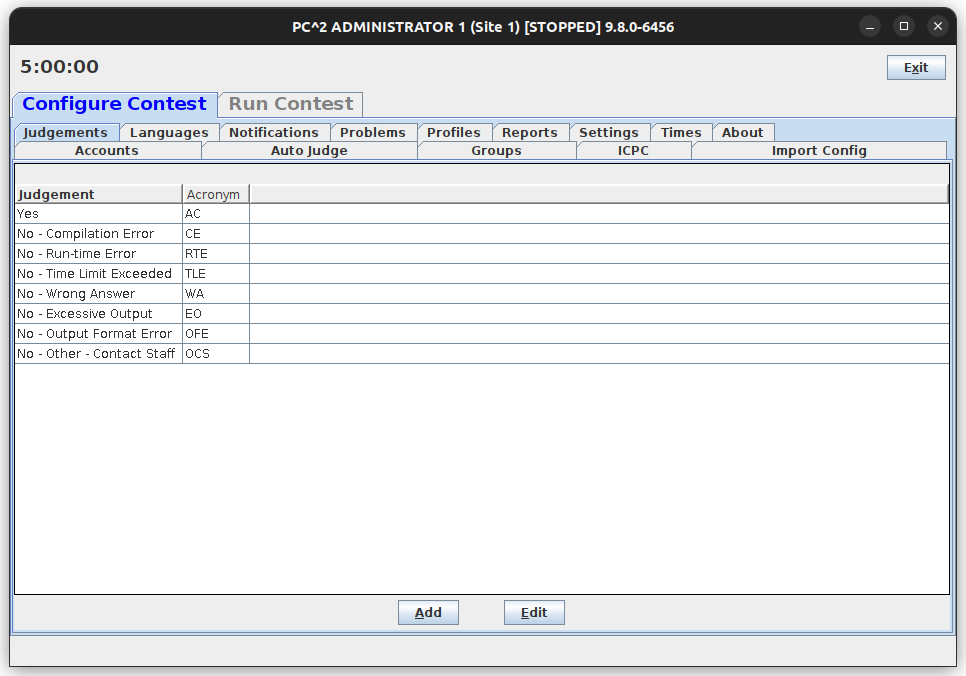 PC^2 ADMINISTRATOR 1 (Site 1) [STOPPED] 9.8.0-6456
5:00:00
Exit
Configure Contest Run Contest
Judgements Languages Notifications Problems Profiles Reports Settings Times About
Accounts Auto Judge Groups ICPC Import Config
Judgement Acronym
Yes AC
No - Compilation Error CE
No - Run-time Error RTE
No - Time Limit Exceeded TLE
No - Wrong Answer WA
No - Excessive Output EO
No - Output Format Error OFE
No - Other - Contact Staff OCS
Add Edit